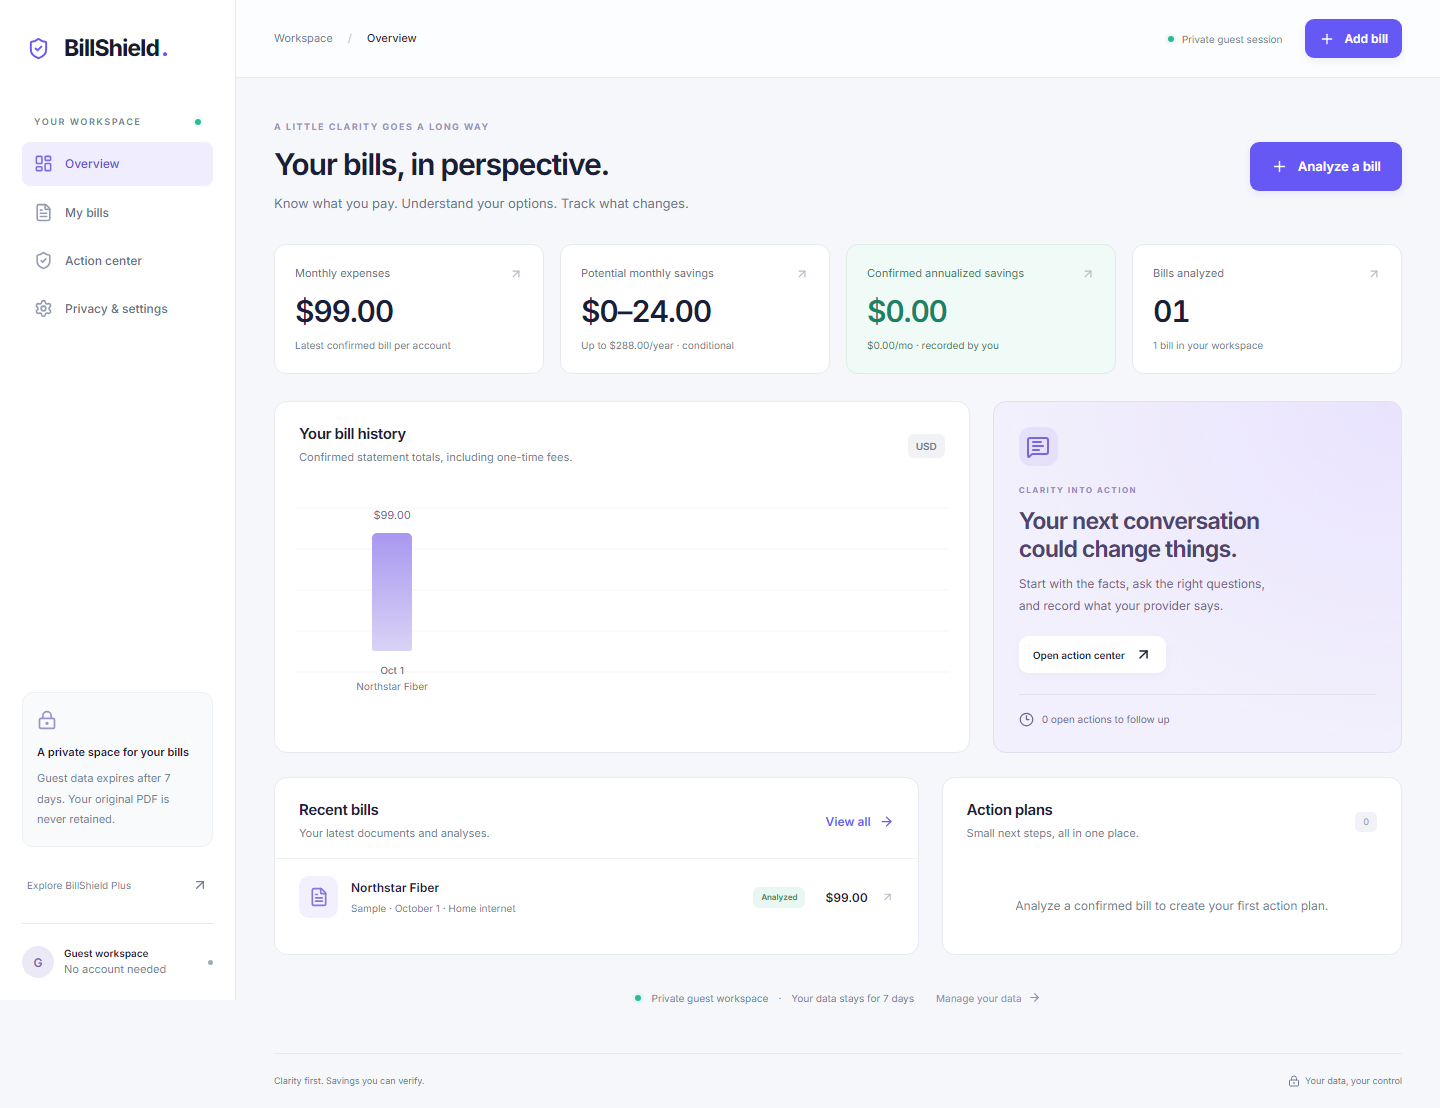 BillShield.
YOUR WORKSPACE
Overview
My bills
Action center
Privacy & settings
A private space for your bills
Guest data expires after 7
days. Your original PDF is
never retained.
Explore BillShield Plus
G
Guest workspace
No account needed
Workspace / Overview
Private guest session
Add bill
A LITTLE CLARITY GOES A LONG WAY
Your bills, in perspective.
Know what you pay. Understand your options. Track what changes.
Analyze a bill
Monthly expenses
$99.00
Latest confirmed bill per account
Potential monthly savings
$0–24.00
Up to $288.00/year · conditional
Confirmed annualized savings
$0.00
$0.00/mo · recorded by you
Bills analyzed
01
1 bill in your workspace
Your bill history
Confirmed statement totals, including one-time fees.
USD
$99.00
Oct 1
Northstar Fiber
CLARITY INTO ACTION
Your next conversation
could change things.
Start with the facts, ask the right questions,
and record what your provider says.
Open action center
0 open actions to follow up
Recent bills
Your latest documents and analyses.
View all
Northstar Fiber
Sample · October 1 · Home internet
Analyzed
$99.00
Action plans
Small next steps, all in one place.
0
Analyze a confirmed bill to create your first action plan.
Private guest workspace · Your data stays for 7 days
Manage your data
Clarity first. Savings you can verify.
Your data, your control